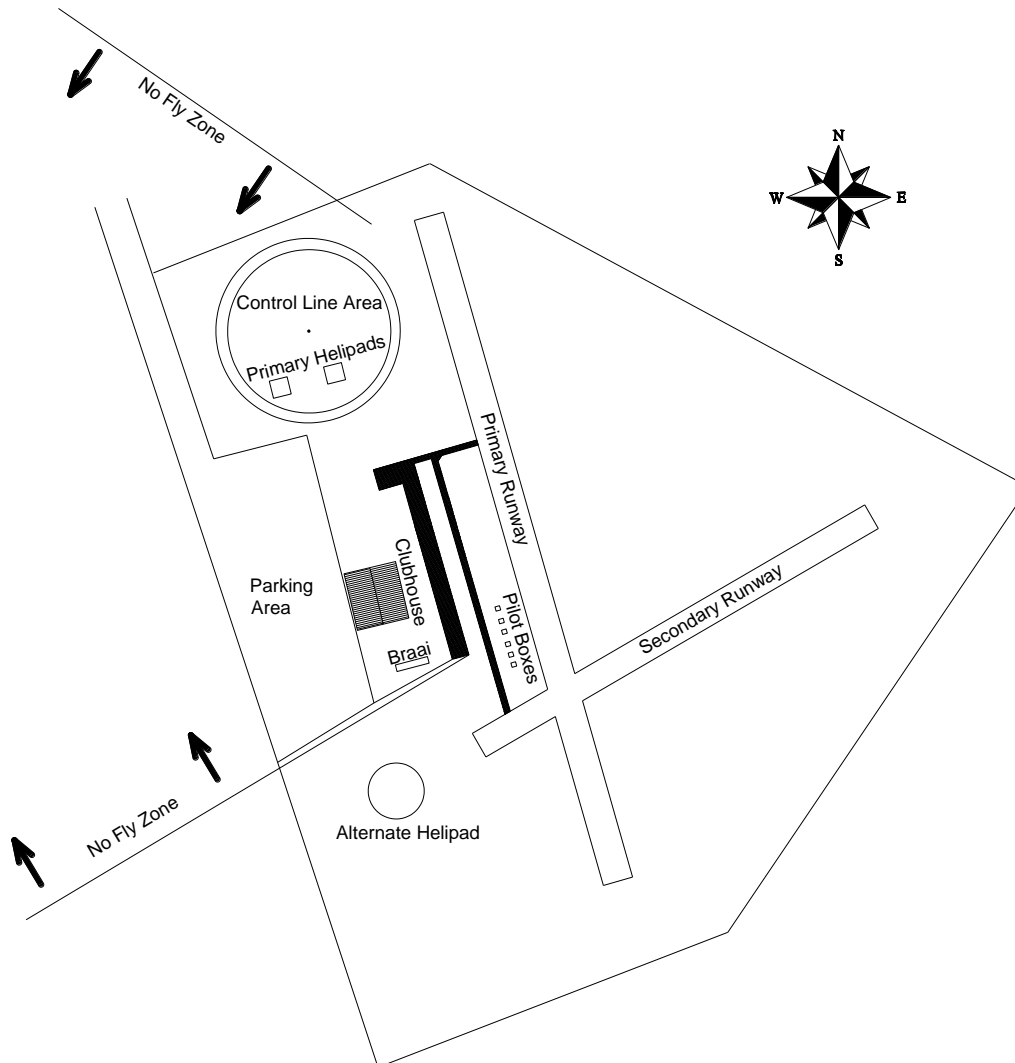 No Fly Zone
N
W
E
S
Control Line Area
Primary Helipads
Primary Runway
Clubhouse
Parking
Area
Pilot Boxes
Secondary Runway
Braai
No Fly Zone
Alternate Helipad